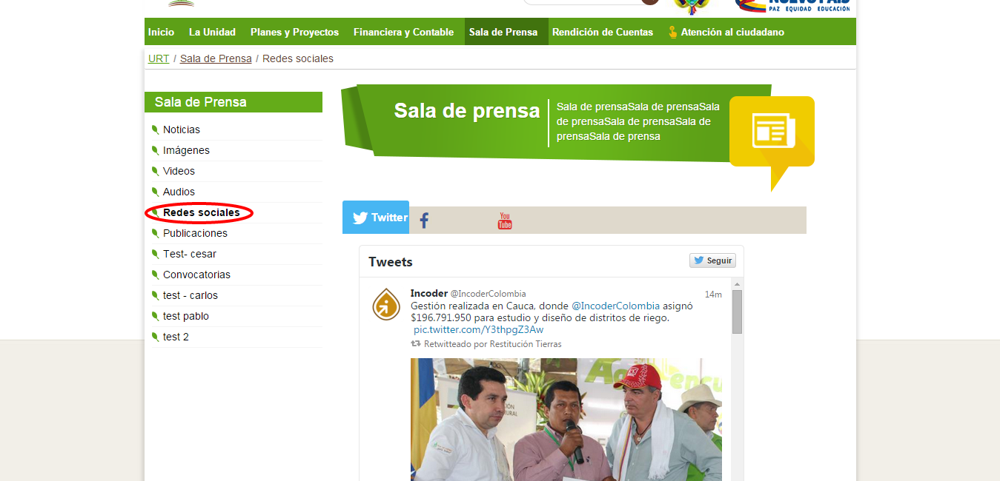 PAZ EQUIDAD EDUCACIÓN
Inicio La Unidad Planes y Proyectos Financiera y Contable Sala de Prensa Rendición de Cuentas Atención al ciudadano
URT / Sala de Prensa / Redes sociales
Sala de Prensa
Noticias
Imágenes
Videos
Audios
Redes sociales
Publicaciones
Test- cesar
Convocatorias
test - carlos
test pablo
test 2
Sala de prensa
Sala de prensaSala de prensaSala
de prensaSala de prensaSala de
prensaSala de prensa
Twitter
You
Tube
Tweets
Seguir
Incoder @IncoderColombia 14m
Gestión realizada en Cauca, donde @IncoderColombia asignó
$196.791.950 para estudio y diseño de distritos de riego.
pic.twitter.com/Y3thpgZ3Aw
Retwitteado por Restitución Tierras